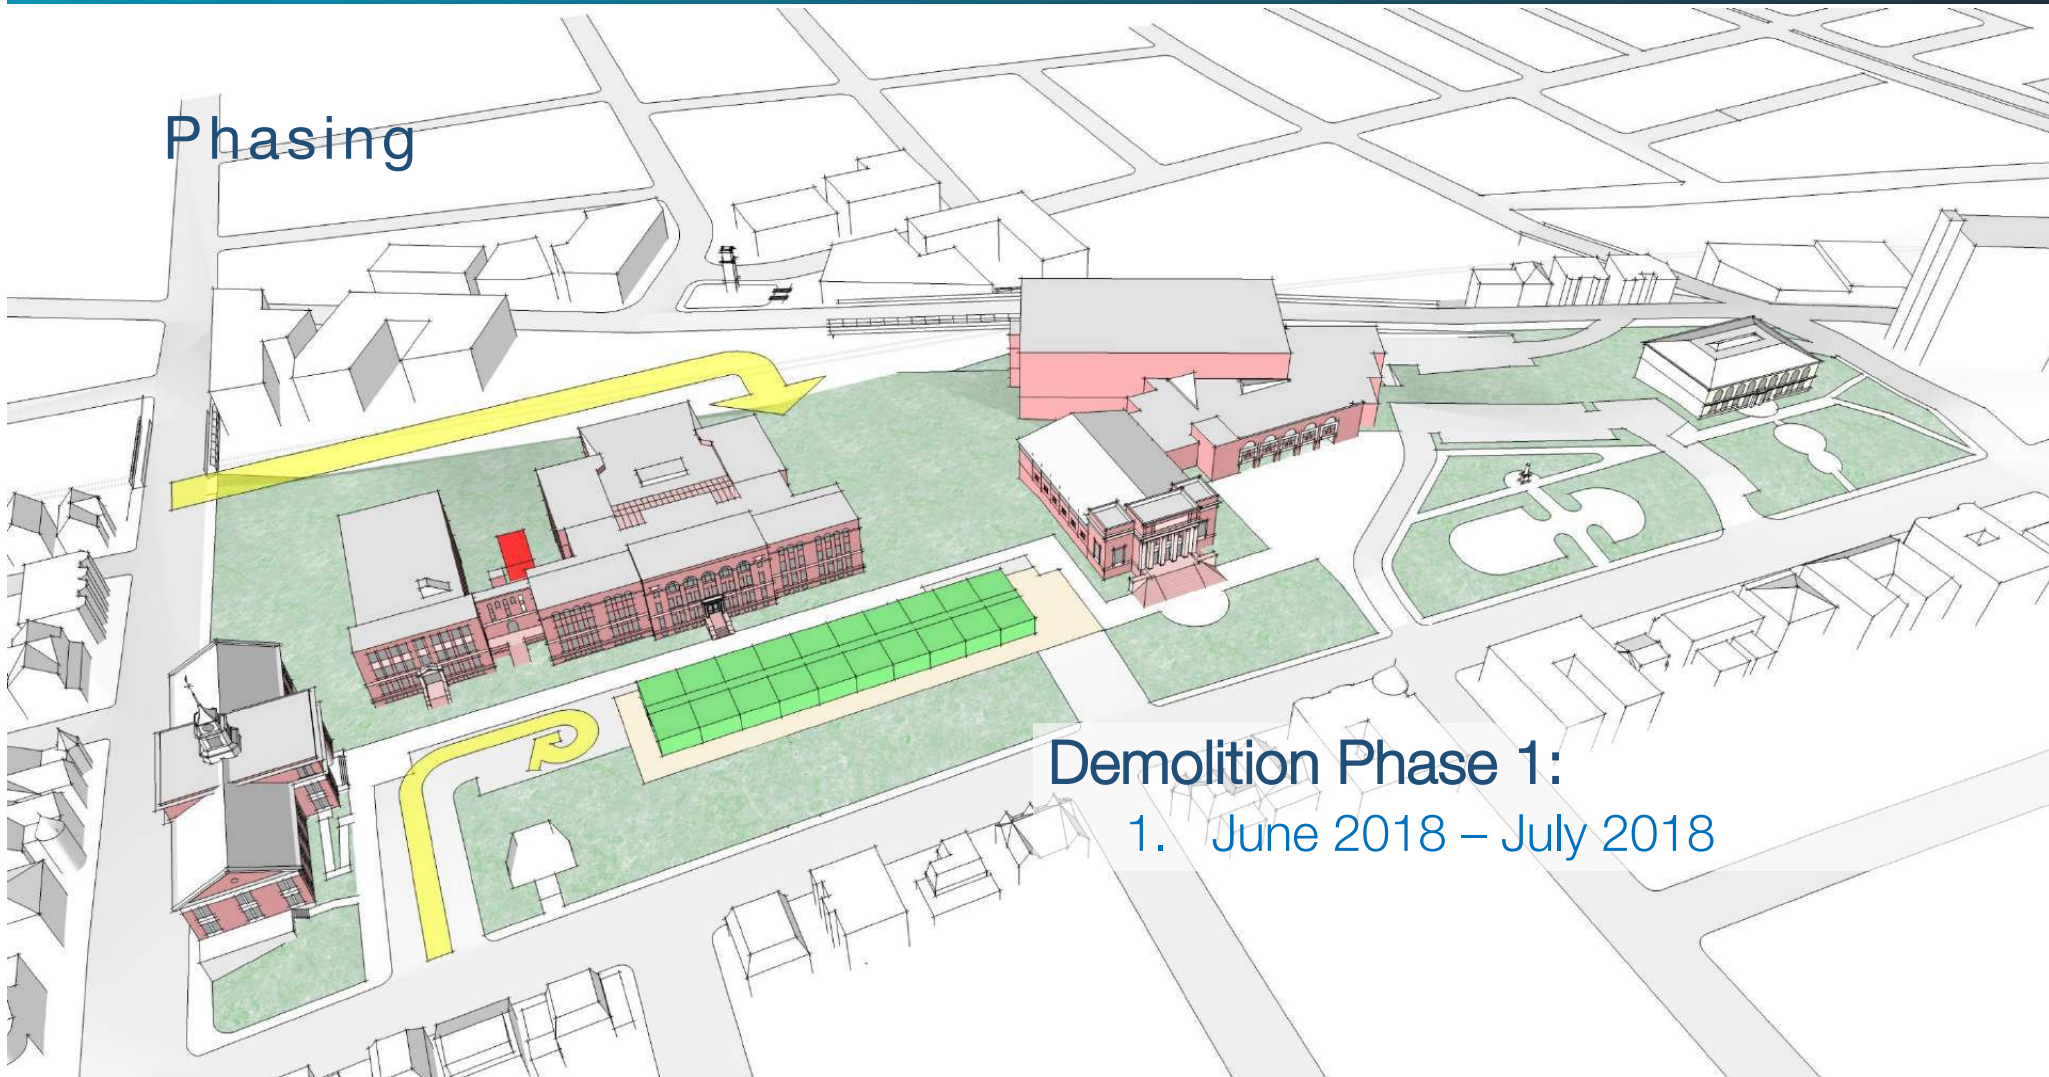 Phasing
Demolition Phase 1:
1. June 2018 – July 2018